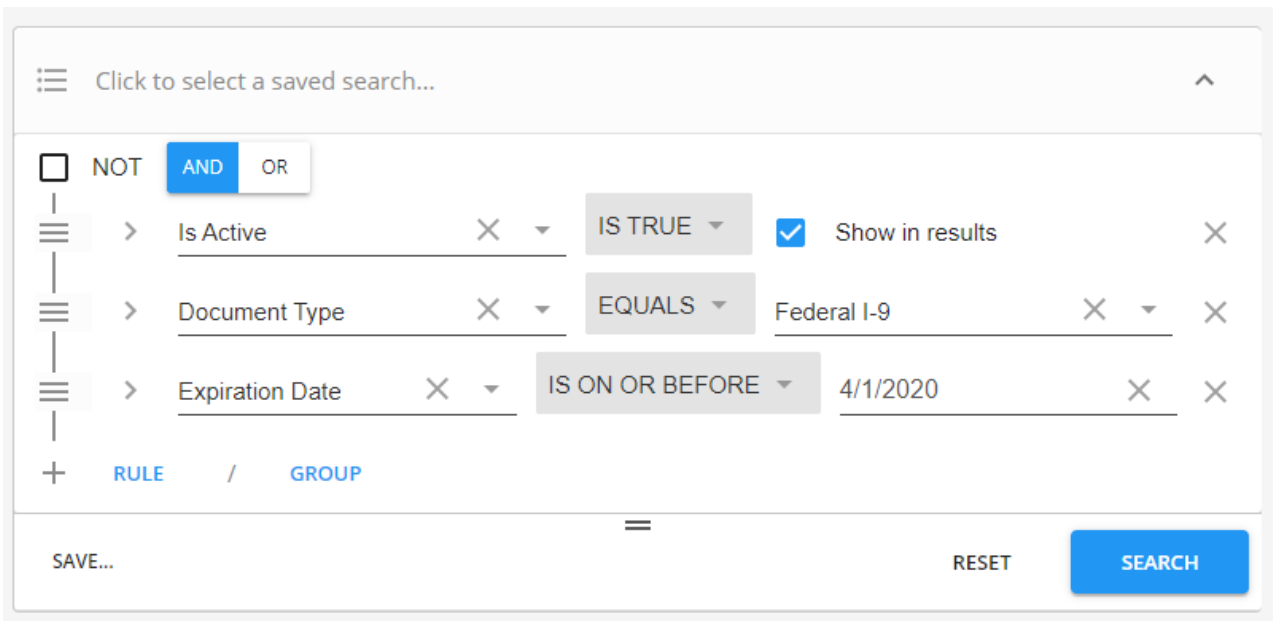 Click to select a saved search...
NOT AND OR
Is Active IS TRUE Show in results
Document Type EQUALS Federal I-9
Expiration Date IS ON OR BEFORE 4/1/2020
RULE / GROUP
SAVE... RESET SEARCH